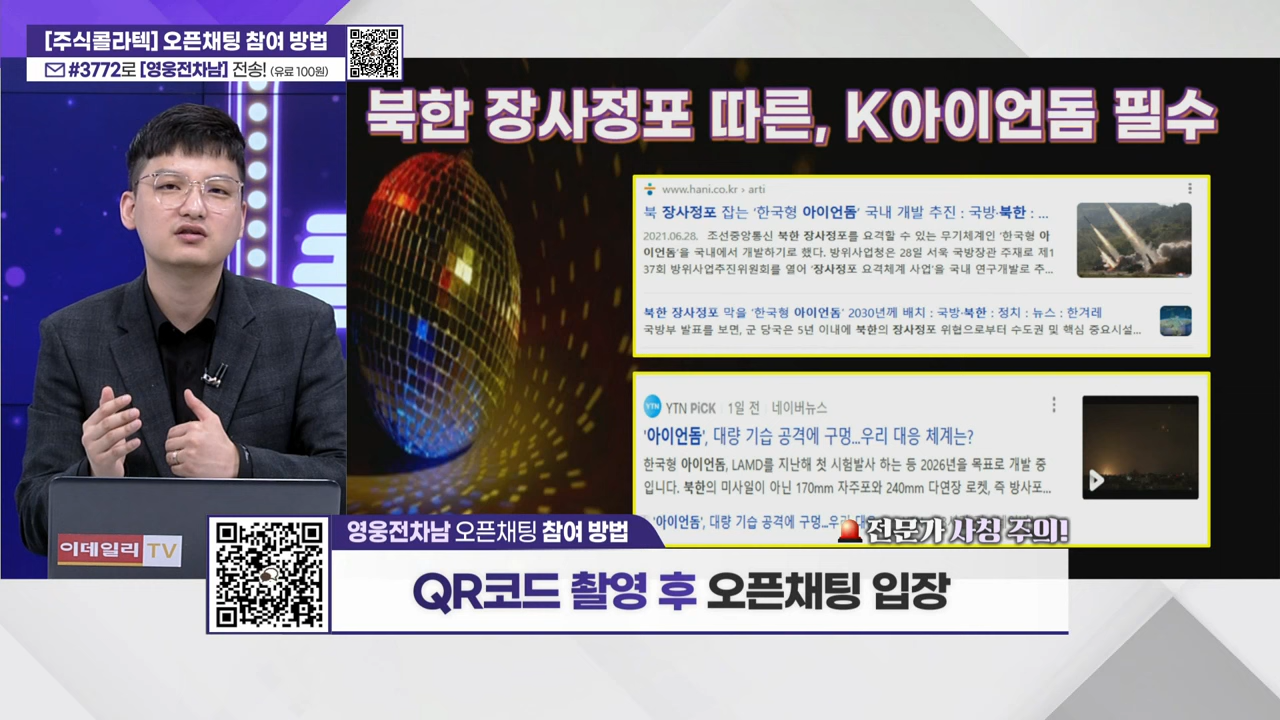 [주식콜라텍] 오픈채팅 참여 방법
#3772로 [영웅전차남] 전송! (유료 100원)
북한 장사정포 따른, K아이언돔 필수
www.hani.co.kr › arti
북 장사정포 잡는 '한국형 아이언돔' 국내 개발 추진 : 국방·북한 : ...
2021.06.28. 조선중앙통신 북한 장사정포를 요격할 수 있는 무기체계인 '한국형 아
이언돔'을 국내에서 개발하기로 했다. 방위사업청은 28일 서욱 국방장관 주재로 제1
37회 방위사업추진위원회를 열어 '장사정포 요격체계 사업'을 국내 연구개발로 추...
북한 장사정포 막을 '한국형 아이언돔' 2030년께 배치 : 국방·북한 : 정치 : 뉴스 : 한겨레
국방부 발표를 보면, 군 당국은 5년 이내에 북한의 장사정포 위협으로부터 수도권 및 핵심 중요시설...
YTN YTN PiCK 1일 전 네이버뉴스
'아이언돔', 대량 기습 공격에 구멍...우리 대응 체계는?
한국형 아이언돔, LAMD를 지난해 첫 시험발사 하는 등 2026년을 목표로 개발 중
입니다. 북한의 미사일이 아닌 170mm 자주포와 240mm 다연장 로켓, 즉 방사포...
'아이언돔', 대량 기습 공격에 구멍...우리
이데일리 TV
영웅전차남 오픈채팅 참여 방법
전문가 사칭 주의!
QR코드 촬영 후 오픈채팅 입장